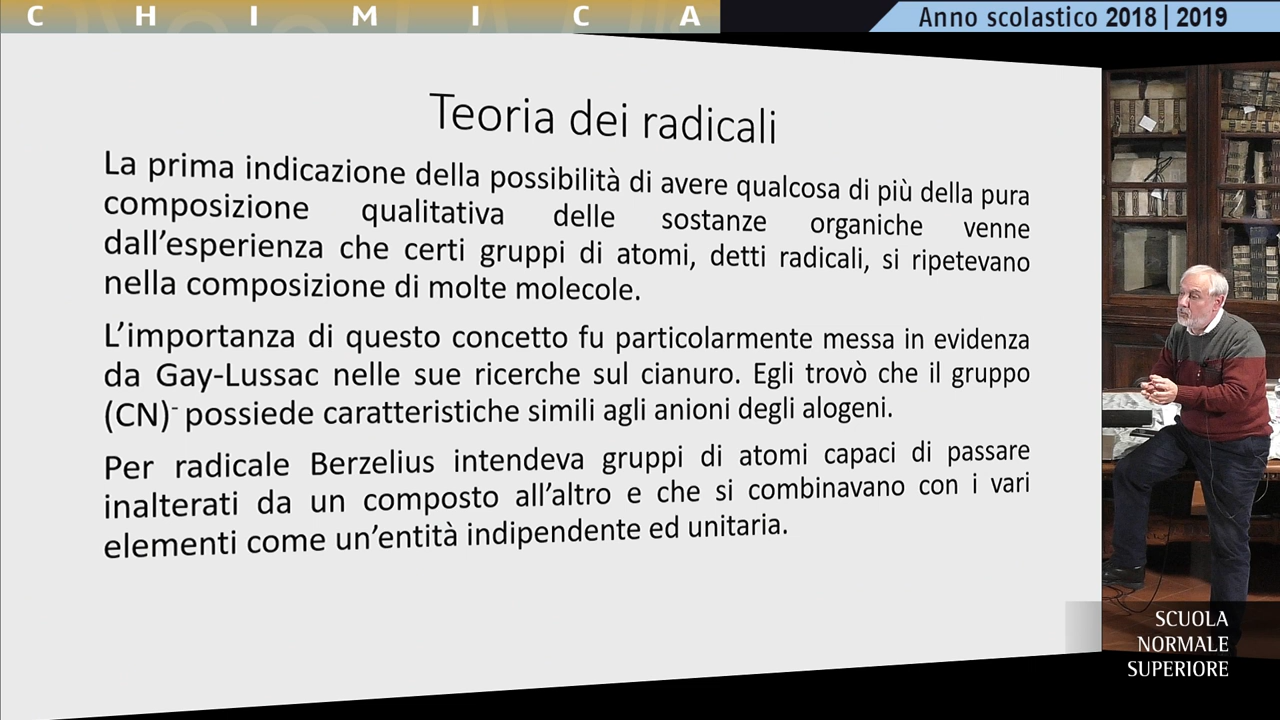 CHIMICA
Anno scolastico 2018 | 2019
Teoria dei radicali
La prima indicazione della possibilità di avere qualcosa di più della pura
composizione qualitativa delle sostanze organiche venne
dall’esperienza che certi gruppi di atomi, detti radicali, si ripetevano
nella composizione di molte molecole.
L’importanza di questo concetto fu particolarmente messa in evidenza
da Gay-Lussac nelle sue ricerche sul cianuro. Egli trovò che il gruppo
(CN)⁻ possiede caratteristiche simili agli anioni degli alogeni.
Per radicale Berzelius intendeva gruppi di atomi capaci di passare
inalterati da un composto all’altro e che si combinavano con i vari
elementi come un’entità indipendente ed unitaria.
SCUOLA
NORMALE
SUPERIORE